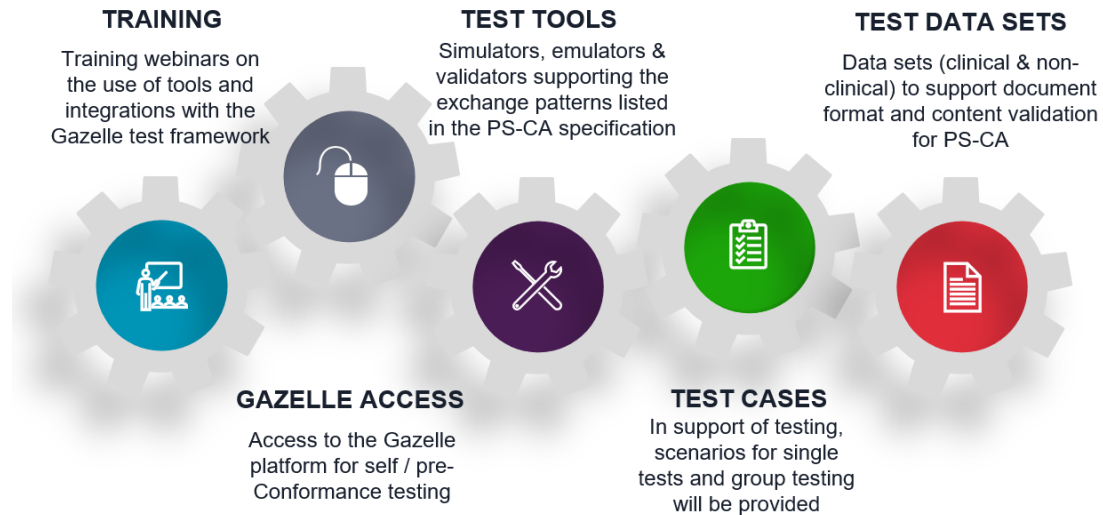 TRAINING
Training webinars on
the use of tools and
integrations with the
Gazelle test framework
GAZELLE ACCESS
Access to the Gazelle
platform for self / pre-
Conformance testing
TEST TOOLS
Simulators, emulators &
validators supporting the
exchange patterns listed
in the PS-CA specification
TEST CASES
In support of testing,
scenarios for single
tests and group testing
will be provided
TEST DATA SETS
Data sets (clinical & non-
clinical) to support document
format and content validation
for PS-CA